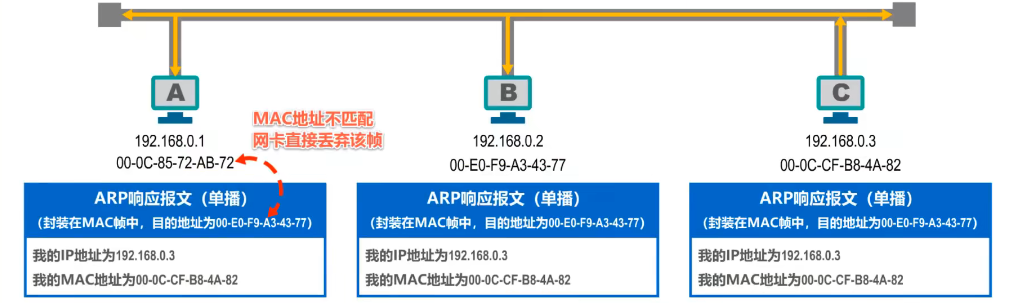 A
B
C
MAC地址不匹配
网卡直接丢弃该帧
192.168.0.1
00-0C-85-72-AB-72
192.168.0.2
00-E0-F9-A3-43-77
192.168.0.3
00-0C-CF-B8-4A-82
ARP响应报文（单播）
（封装在MAC帧中，目的地址为00-E0-F9-A3-43-77）
我的IP地址为192.168.0.3
我的MAC地址为00-0C-CF-B8-4A-82
ARP响应报文（单播）
（封装在MAC帧中，目的地址为00-E0-F9-A3-43-77）
我的IP地址为192.168.0.3
我的MAC地址为00-0C-CF-B8-4A-82
ARP响应报文（单播）
（封装在MAC帧中，目的地址为00-E0-F9-A3-43-77）
我的IP地址为192.168.0.3
我的MAC地址为00-0C-CF-B8-4A-82